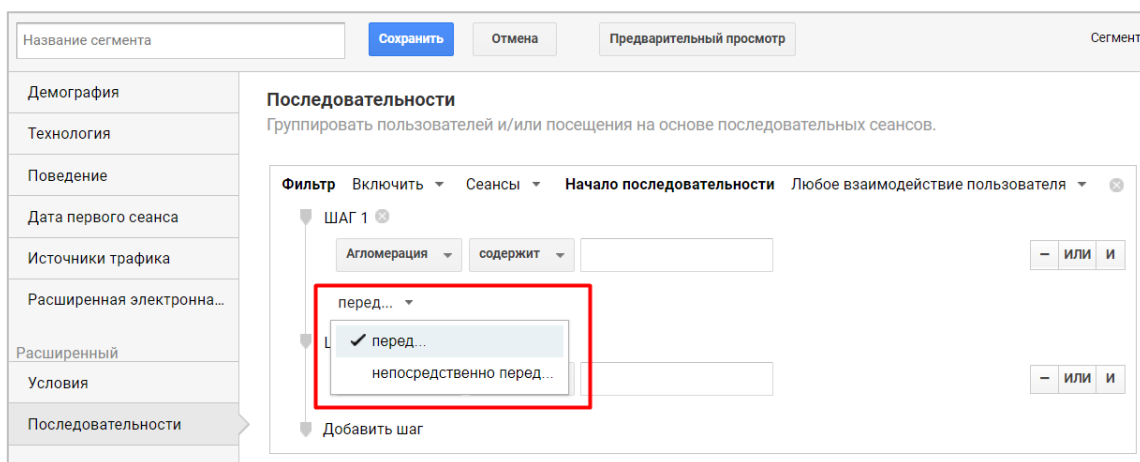 Название сегмента
Сохранить
Отмена
Предварительный просмотр
Сегмент
Демография
Технология
Поведение
Дата первого сеанса
Источники трафика
Расширенная электронна...
Расширенный
Условия
Последовательности
Последовательности
Группировать пользователей и/или посещения на основе последовательных сеансов.
Фильтр Включить Сеансы Начало последовательности Любое взаимодействие пользователя
ШАГ 1
Агломерация содержит – ИЛИ И
перед...
перед...
непосредственно перед...
– ИЛИ И
Добавить шаг